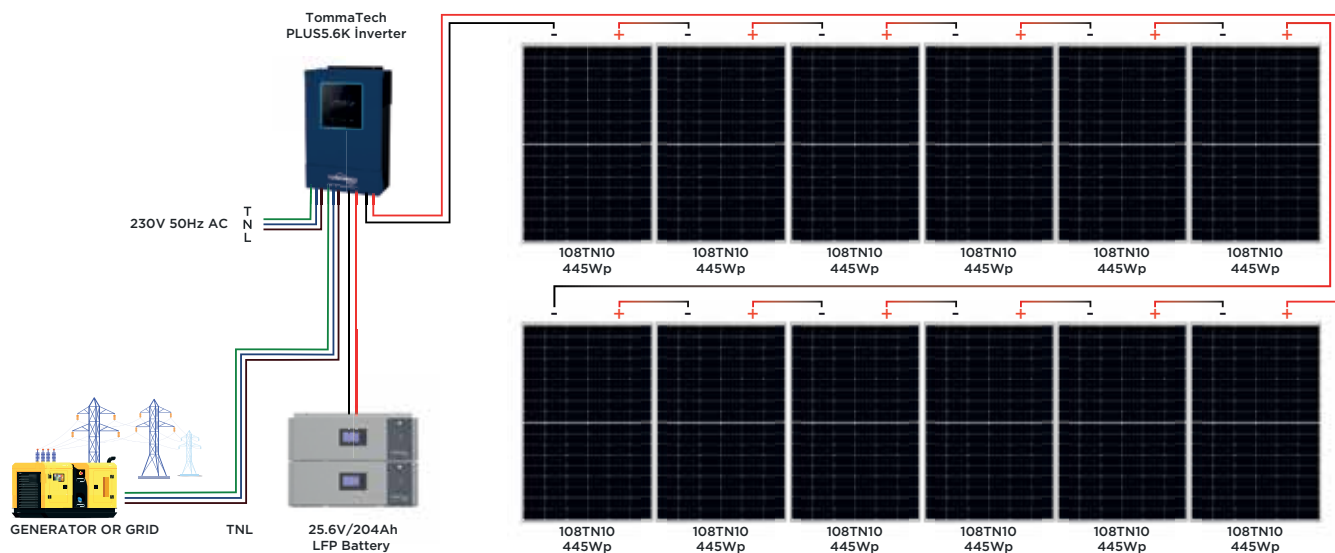 TommaTech
PLUS5.6K İnverter
- + - + - + - + - + - +
108TN10 108TN10 108TN10 108TN10 108TN10 108TN10
445Wp 445Wp 445Wp 445Wp 445Wp 445Wp
230V 50Hz AC
T
N
L
- + - + - + - + - + - +
108TN10 108TN10 108TN10 108TN10 108TN10 108TN10
445Wp 445Wp 445Wp 445Wp 445Wp 445Wp
GENERATOR OR GRID
TNL
25.6V/204Ah
LFP Battery